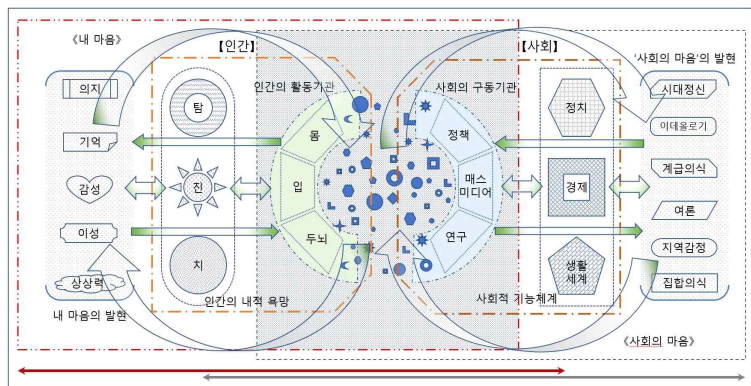 《내 마음》
【인간】
【사회】
'사회의 마음'의 발현
의지
기억
감성
이성
상상력
내 마음의 발현
탐
진
치
인간의 내적 욕망
인간의 활동기관
몸
입
두뇌
사회의 구동기관
정책
매스
미디어
연구
정치
경제
생활
세계
사회적 기능체계
시대정신
이데올로기
계급의식
여론
지역감정
집합의식
《사회의 마음》